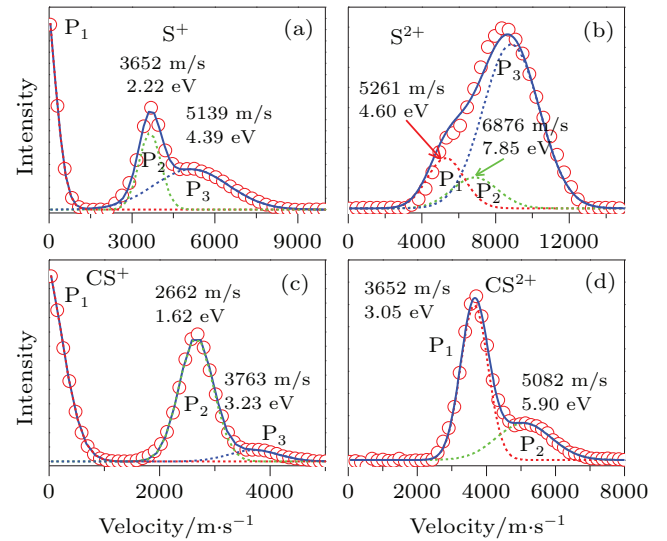 P₁
S⁺
(a)
3652 m/s
2.22 eV
5139 m/s
4.39 eV
P₂
P₃
Intensity
0
3000
6000
9000
S²⁺
(b)
P₃
5261 m/s
4.60 eV
6876 m/s
7.85 eV
P₁
P₂
0
4000
8000
12000
P₁
CS⁺
(c)
2662 m/s
1.62 eV
3763 m/s
3.23 eV
P₂
P₃
Intensity
0
2000
4000
Velocity/m·s⁻¹
3652 m/s
3.05 eV
CS²⁺
(d)
P₁
5082 m/s
5.90 eV
P₂
0
2000
4000
6000
8000
Velocity/m·s⁻¹